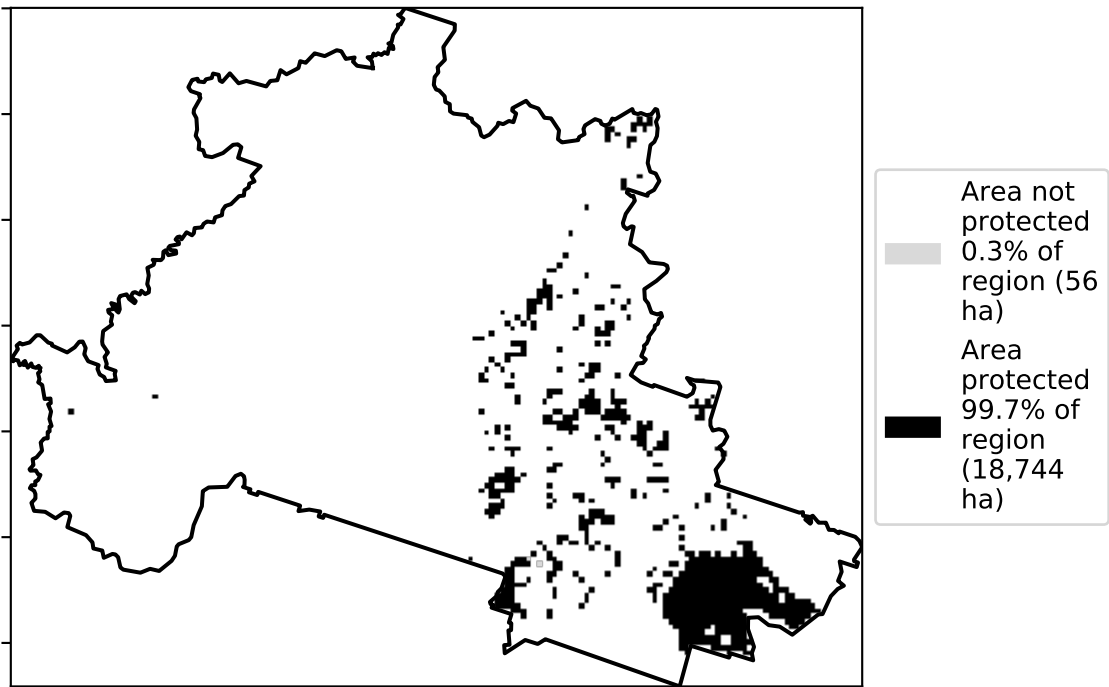 Area not
protected
0.3% of
region (56
ha)
Area
protected
99.7% of
region
(18,744
ha)